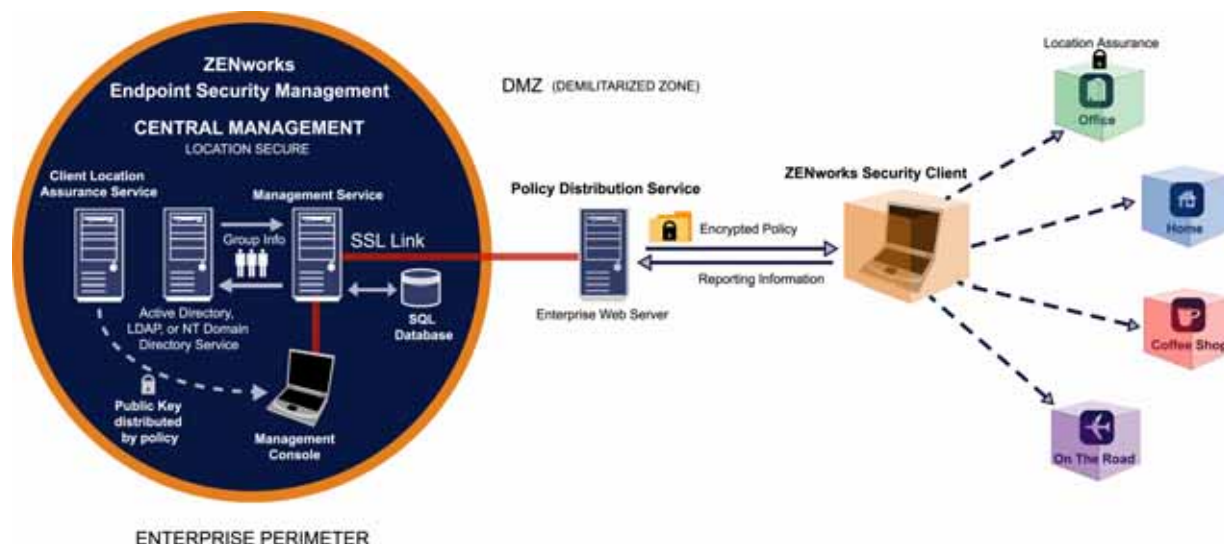 ZENworks
Endpoint Security Management
CENTRAL MANAGEMENT
LOCATION SECURE
Client Location
Assurance Service
Management Service
Group Info
SSL Link
Active Directory,
LDAP, or NT Domain
Directory Service
SQL
Database
Public Key
distributed
by policy
Management
Console
ENTERPRISE PERIMETER
DMZ (DEMILITARIZED ZONE)
Policy Distribution Service
Encrypted Policy
Reporting Information
Enterprise Web Server
ZENworks Security Client
Location Assurance
Office
Home
Coffee Shop
On The Road